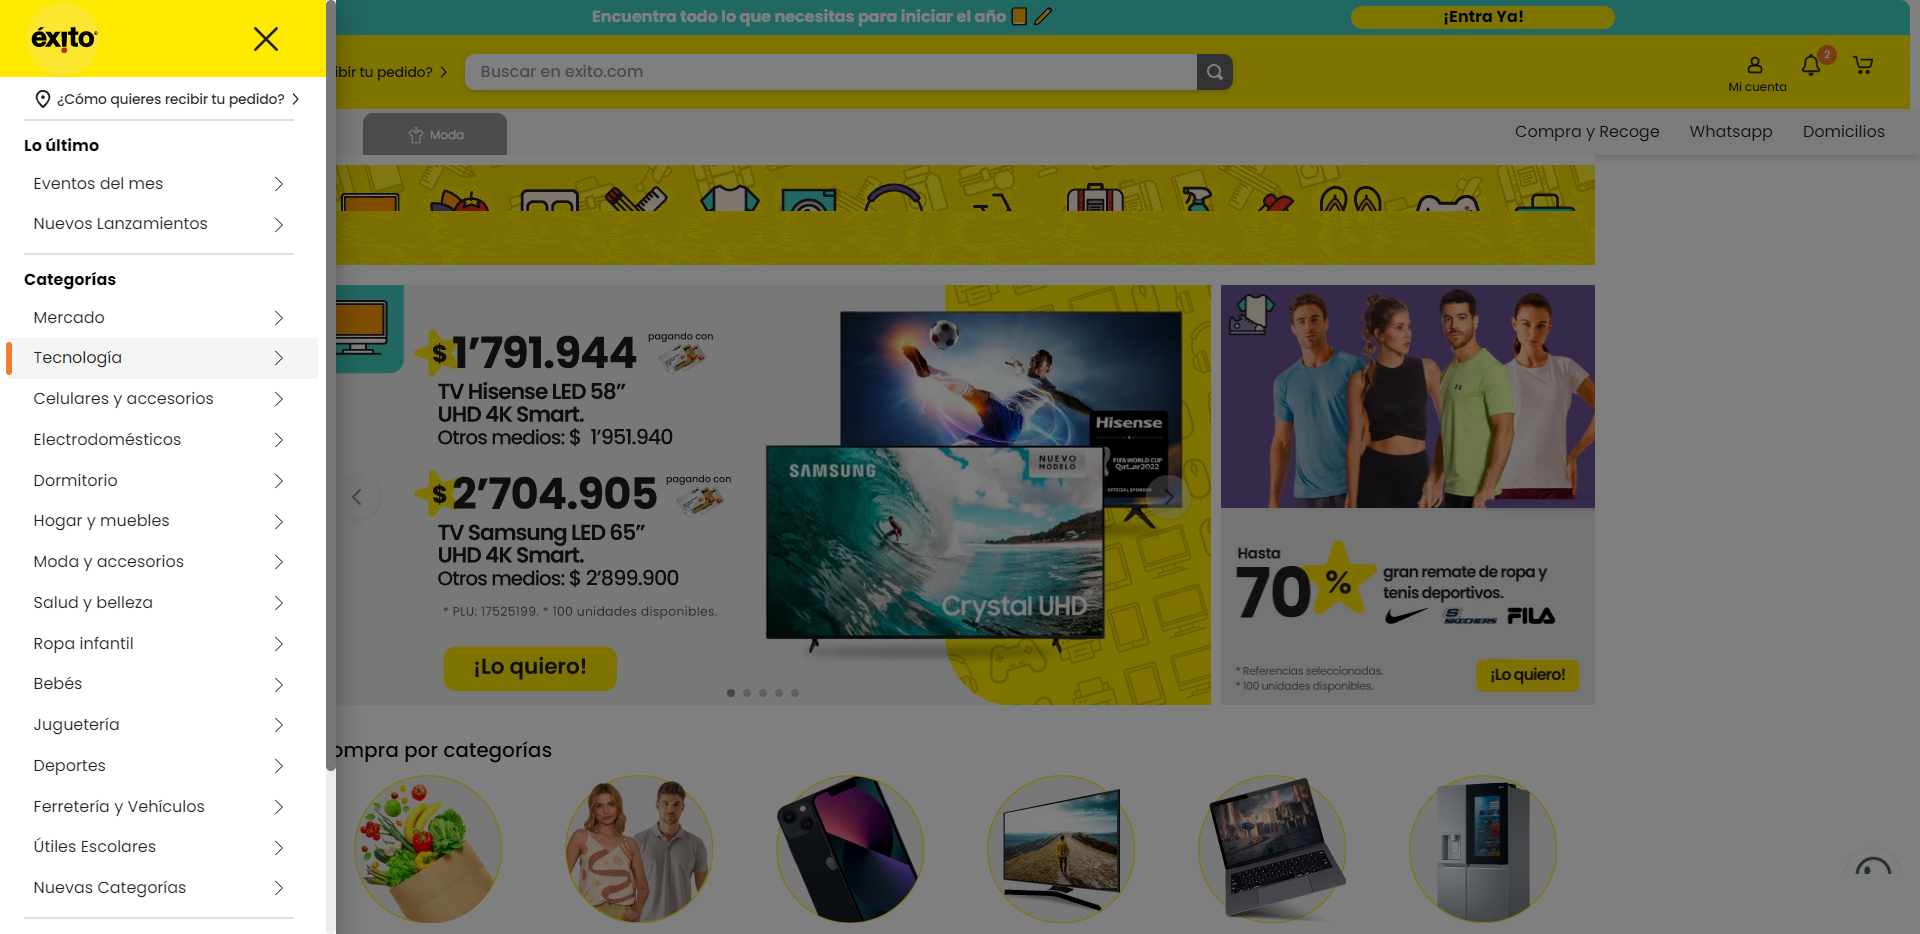 éxito
¿Cómo quieres recibir tu pedido?
Lo último
Eventos del mes
Nuevos Lanzamientos
Categorías
Mercado
Tecnología
Celulares y accesorios
Electrodomésticos
Dormitorio
Hogar y muebles
Moda y accesorios
Salud y belleza
Ropa infantil
Bebés
Juguetería
Deportes
Ferretería y Vehículos
Útiles Escolares
Nuevas Categorías
Encuentra todo lo que necesitas para iniciar el año
¡Entra Ya!
ibir tu pedido?
Buscar en exito.com
Mi cuenta
2
Moda
Compra y Recoge
Whatsapp
Domicilios
$1'791.944
pagando con
TV Hisense LED 58"
UHD 4K Smart.
Otros medios: $ 1'951.940
$2'704.905
pagando con
TV Samsung LED 65"
UHD 4K Smart.
Otros medios: $ 2'899.900
* PLU: 17525199. * 100 unidades disponibles.
¡Lo quiero!
Hisense
FIFA WORLD CUP
Qatar2022
OFFICIAL SPONSOR
SAMSUNG
NUEVO
MODELO
Crystal UHD
Hasta
70%
gran remate de ropa y
tenis deportivos.
SKECHERS
FILA
* Referencias seleccionadas.
* 100 unidades disponibles.
¡Lo quiero!
ompra por categorías